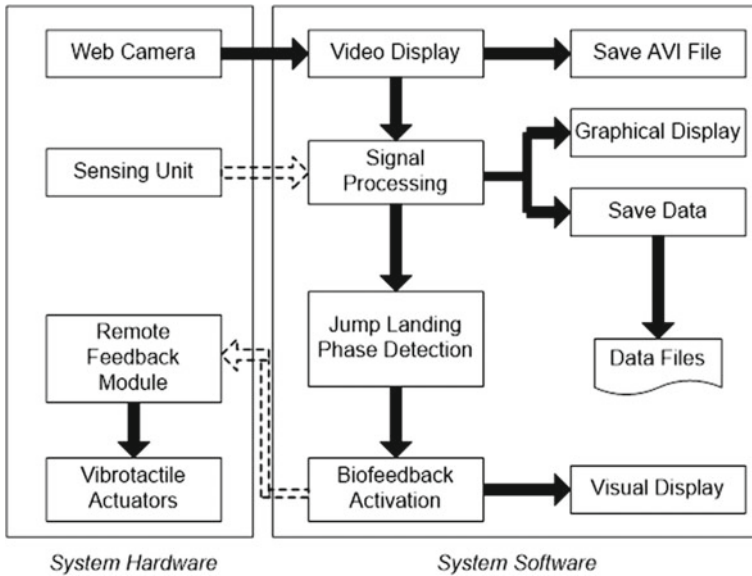 Web Camera
Video Display
Save AVI File
Graphical Display
Sensing Unit
Signal
Processing
Save Data
Remote
Feedback
Module
Jump Landing
Phase Detection
Data Files
Vibrotactile
Actuators
Biofeedback
Activation
Visual Display
System Hardware
System Software